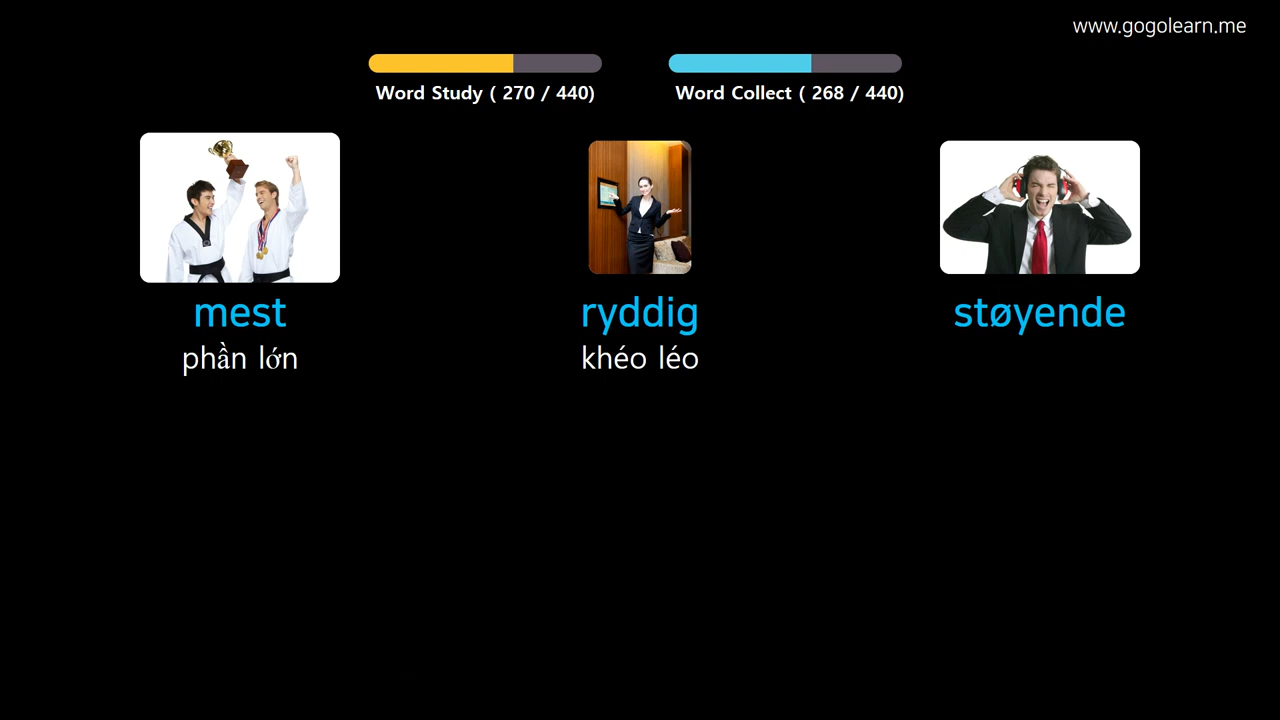 www.gogolearn.me
Word Study ( 270 / 440)
Word Collect ( 268 / 440)
mest
ryddig
støyende
phần lớn
khéo léo